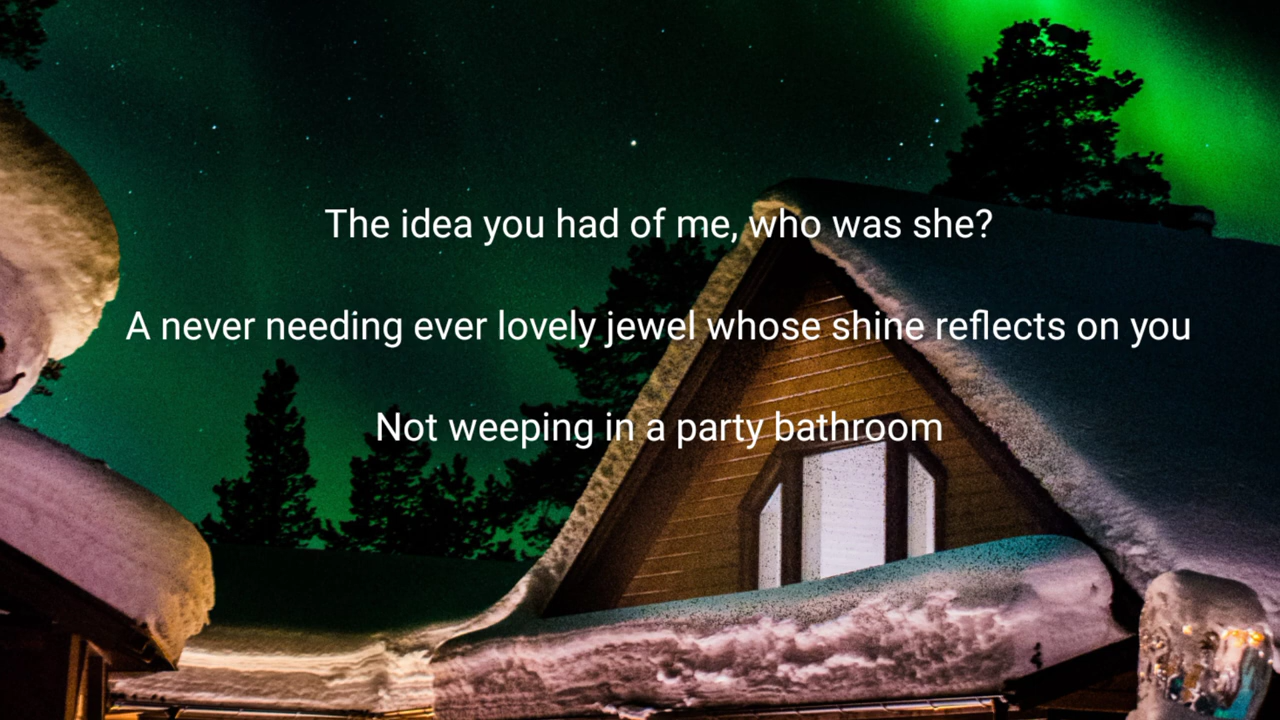 The idea you had of me, who was she?
A never needing ever lovely jewel whose shine reflects on you
Not weeping in a party bathroom